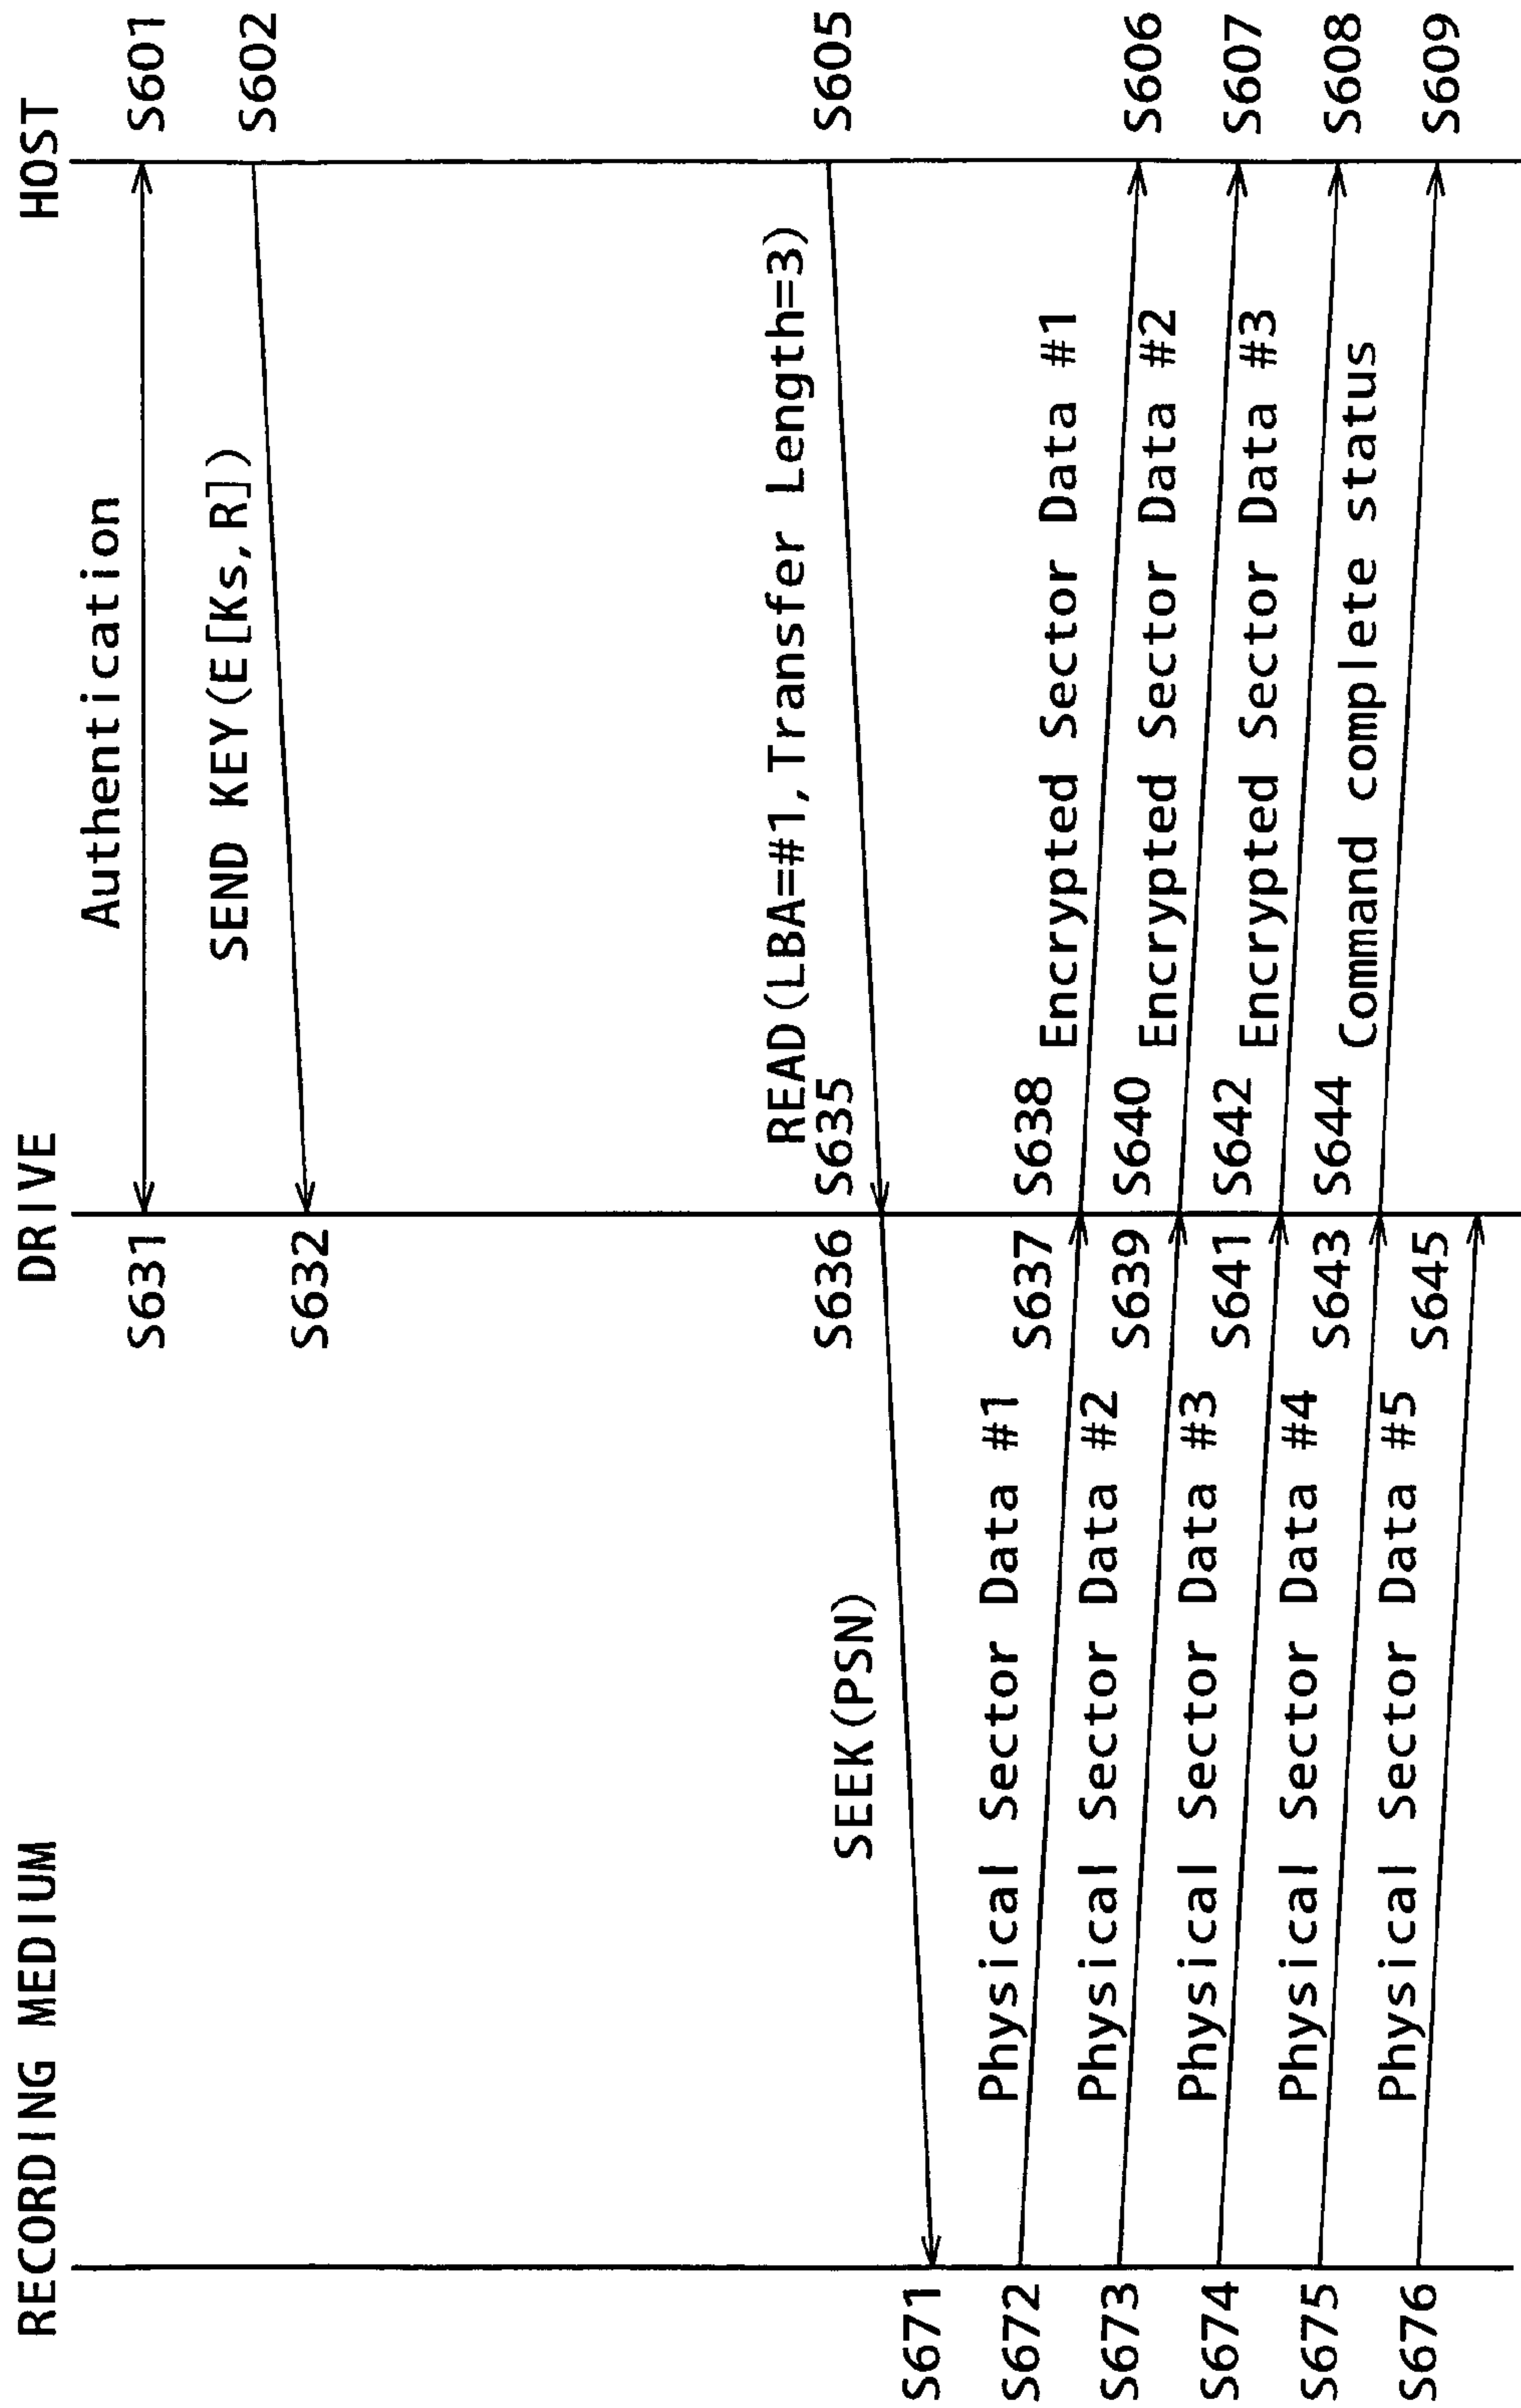 RECORDING MEDIUM
DRIVE
HOST
S631
Authentication
S601
SEND KEY(E[Ks,R])
S602
S632
READ(LBA=#1,Transfer Length=3)
S605
SEEK(PSN)
S636
S635
S671
Physical Sector Data #1
S637
S638
Encrypted Sector Data #1
S606
S672
Physical Sector Data #2
S639
S640
Encrypted Sector Data #2
S607
S673
Physical Sector Data #3
S641
S642
Encrypted Sector Data #3
S608
S674
Physical Sector Data #4
S643
S644
Command complete status
S609
S675
Physical Sector Data #5
S645
S676